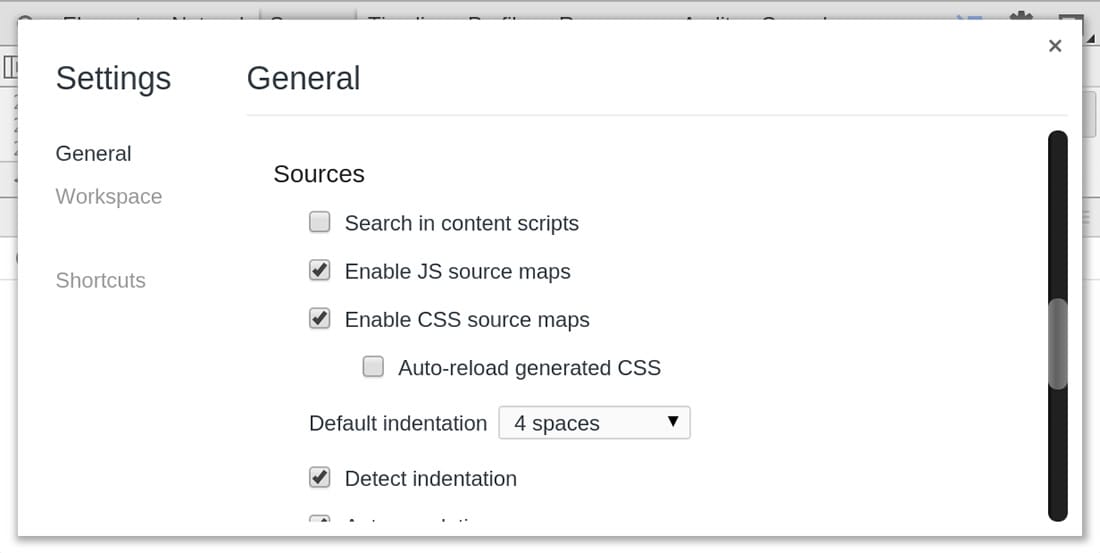 Settings
General
General
Workspace
Shortcuts
Sources
Search in content scripts
Enable JS source maps
Enable CSS source maps
Auto-reload generated CSS
Default indentation 4 spaces
Detect indentation